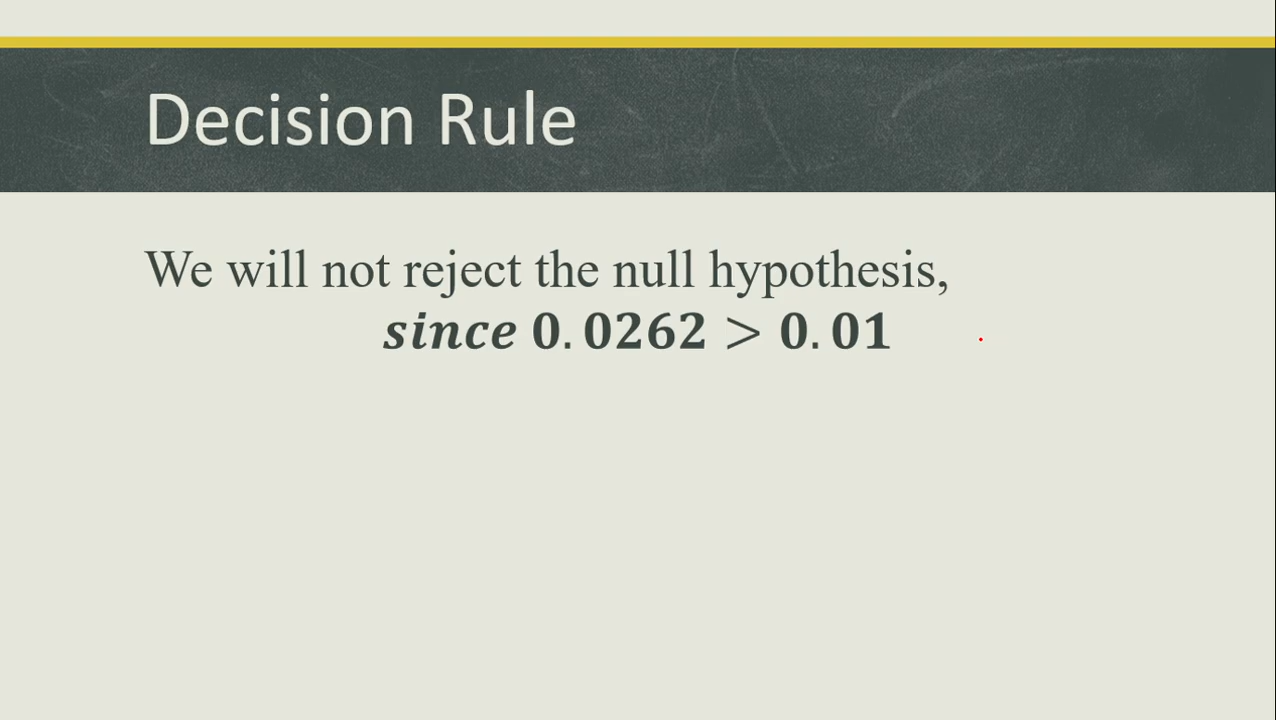 Decision Rule
We will not reject the null hypothesis,
since 0.0262 > 0.01